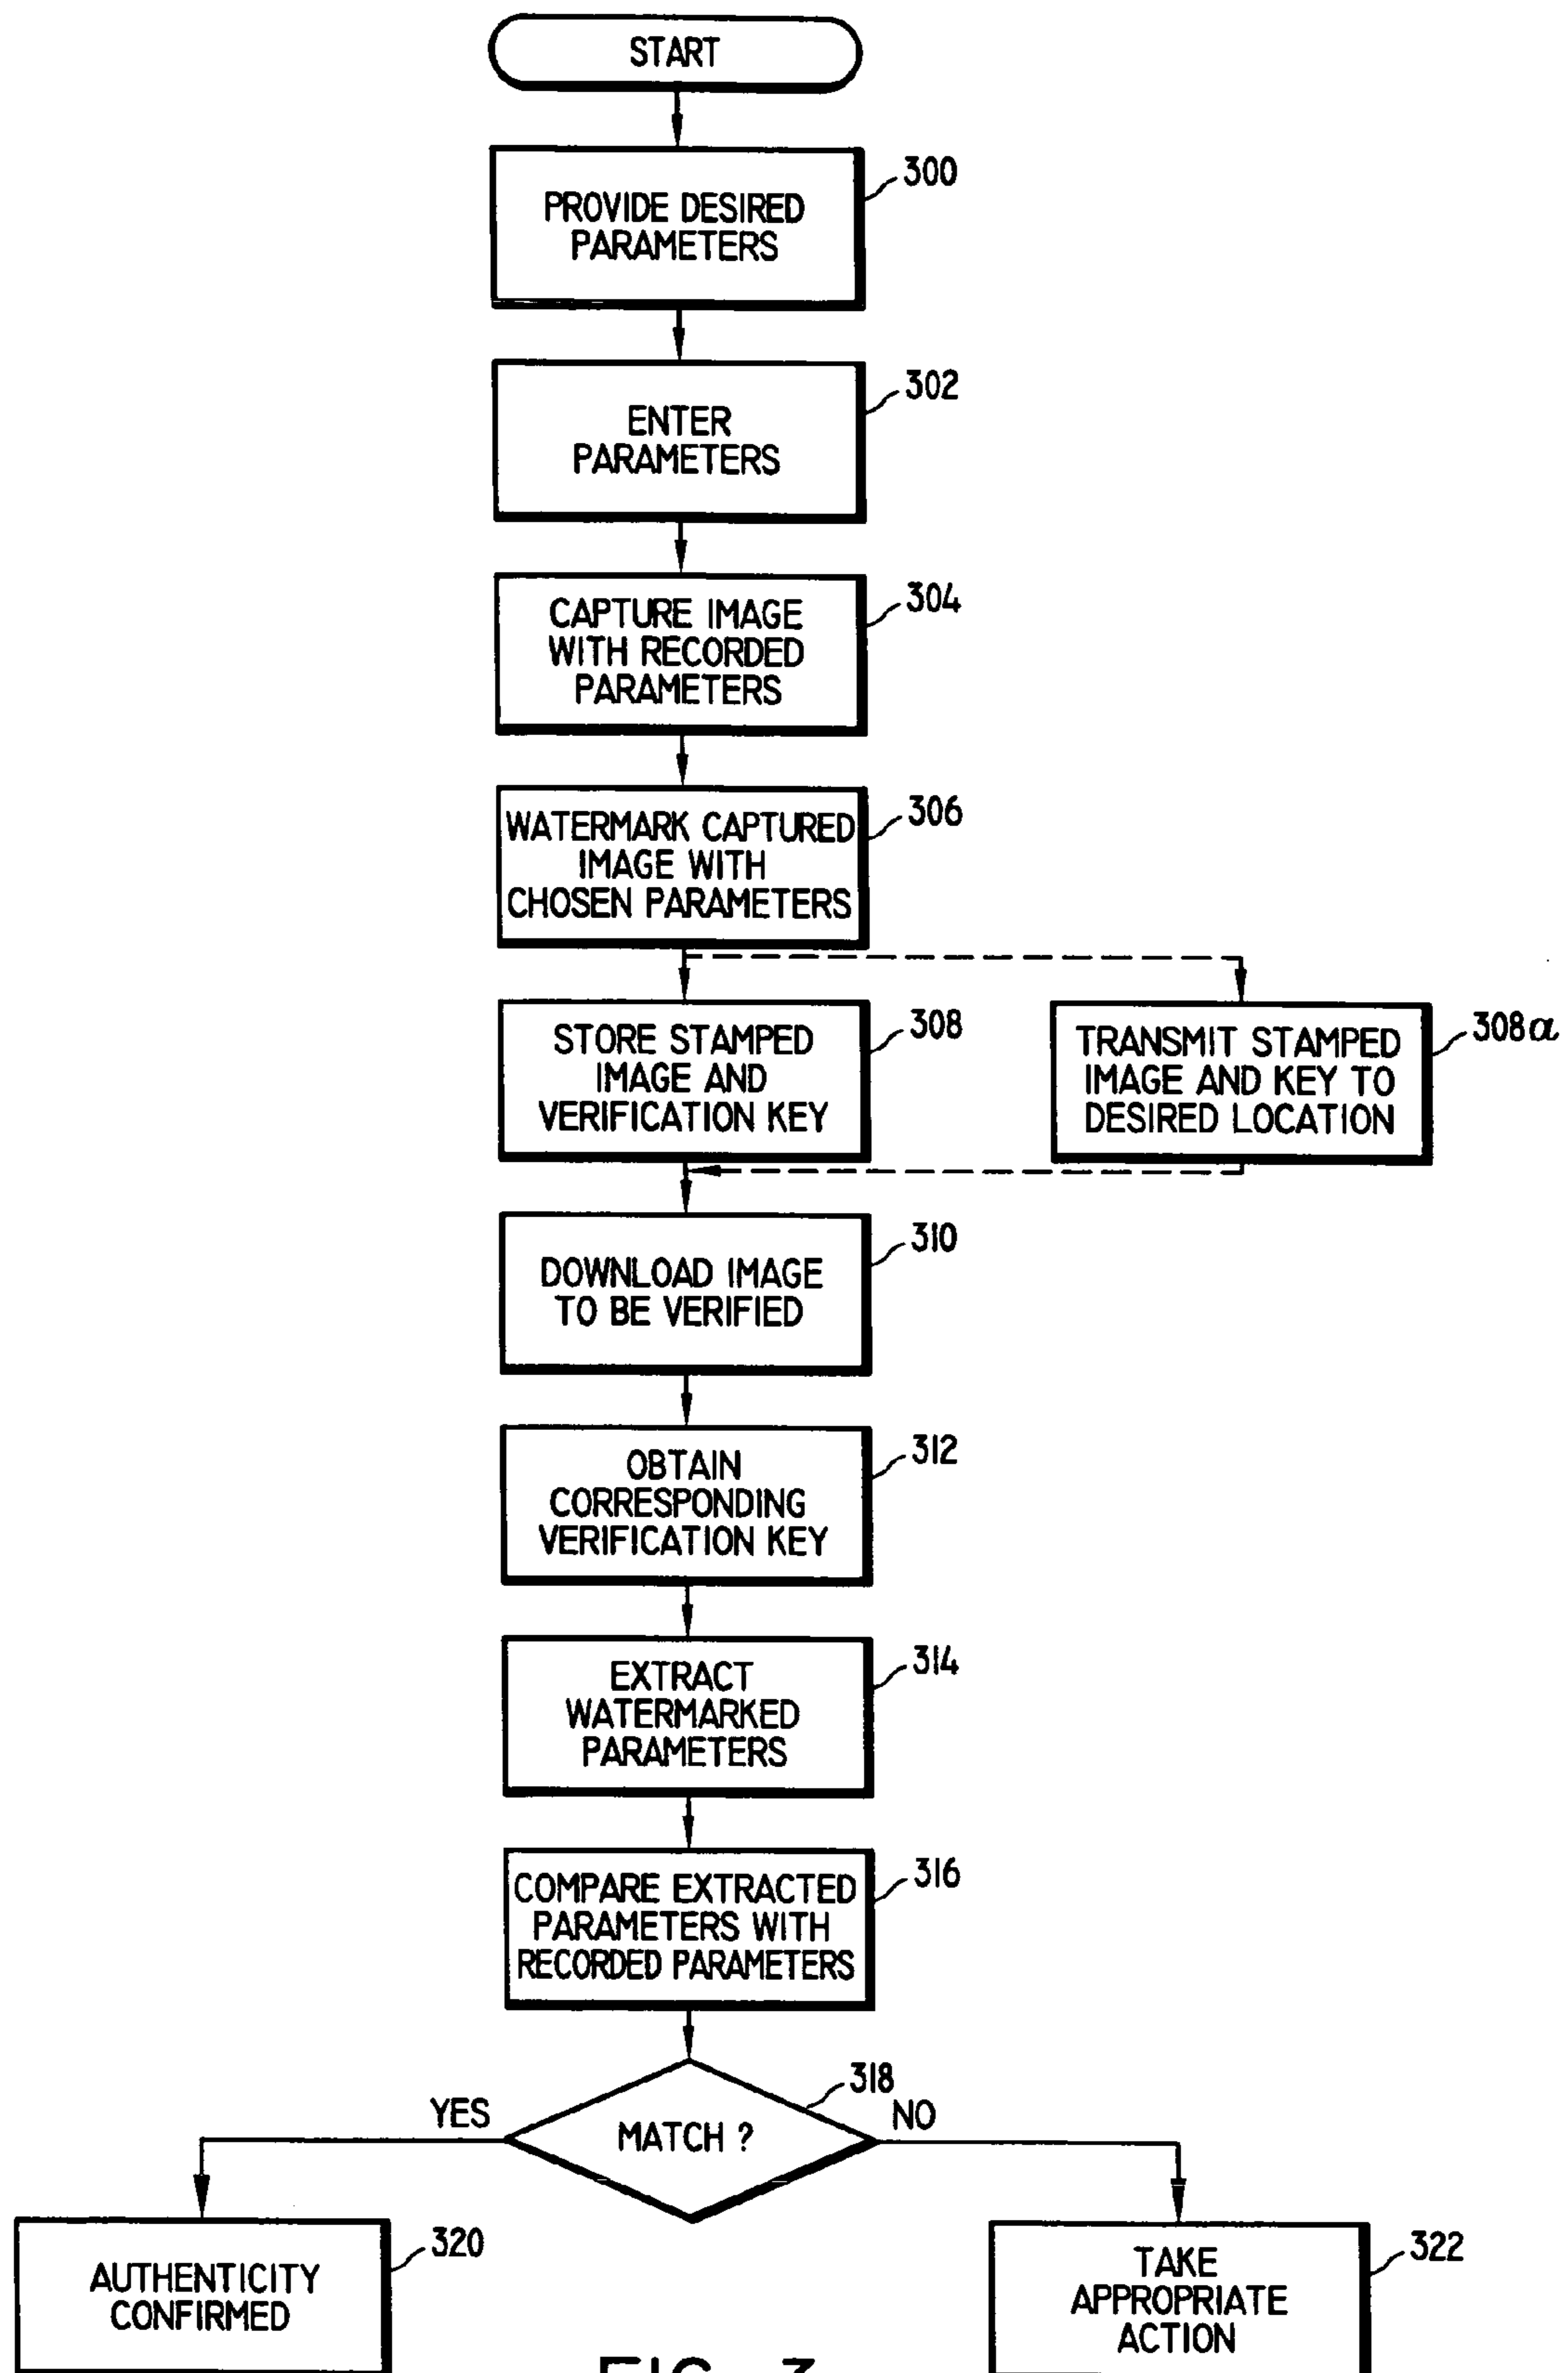 START
300
PROVIDE DESIRED
PARAMETERS
302
ENTER
PARAMETERS
304
CAPTURE IMAGE
WITH RECORDED
PARAMETERS
306
WATERMARK CAPTURED
IMAGE WITH
CHOSEN PARAMETERS
308
STORE STAMPED
IMAGE AND
VERIFICATION KEY
308a
TRANSMIT STAMPED
IMAGE AND KEY TO
DESIRED LOCATION
310
DOWNLOAD IMAGE
TO BE VERIFIED
312
OBTAIN
CORRESPONDING
VERIFICATION KEY
314
EXTRACT
WATERMARKED
PARAMETERS
316
COMPARE EXTRACTED
PARAMETERS WITH
RECORDED PARAMETERS
318
YES
MATCH ?
NO
320
AUTHENTICITY
CONFIRMED
322
TAKE
APPROPRIATE
ACTION
FIG. 3